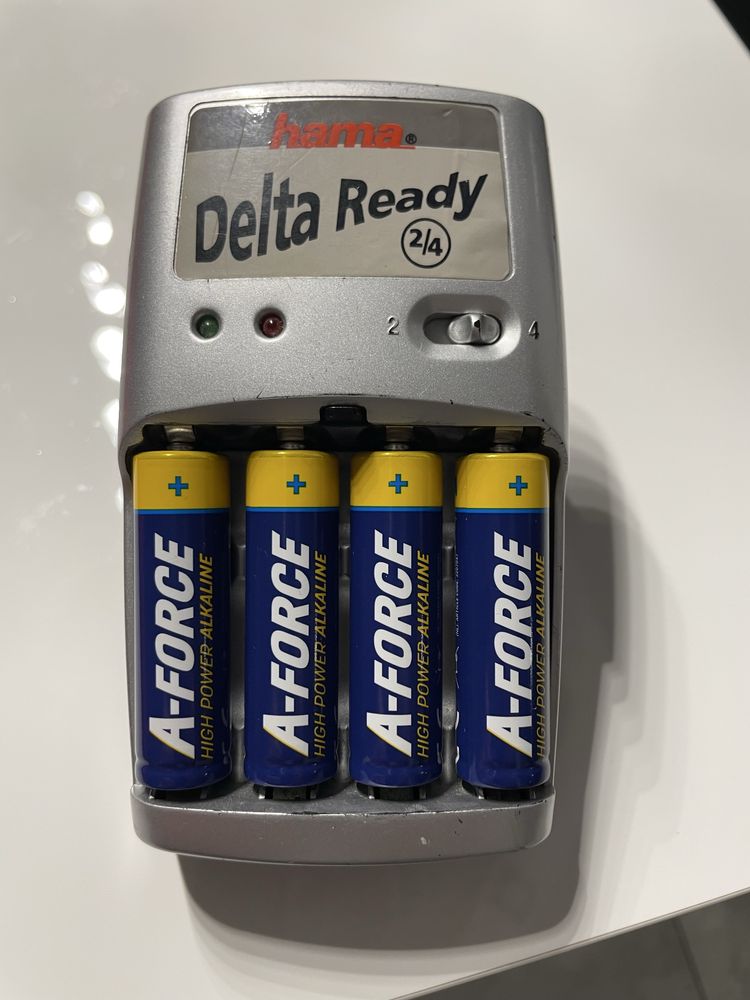 hama®
Delta Ready
2/4
2 4
+ + + +
A-FORCE
HIGH POWER ALKALINE
A-FORCE
HIGH POWER ALKALINE
A-FORCE
HIGH POWER ALKALINE
A-FORCE
HIGH POWER ALKALINE